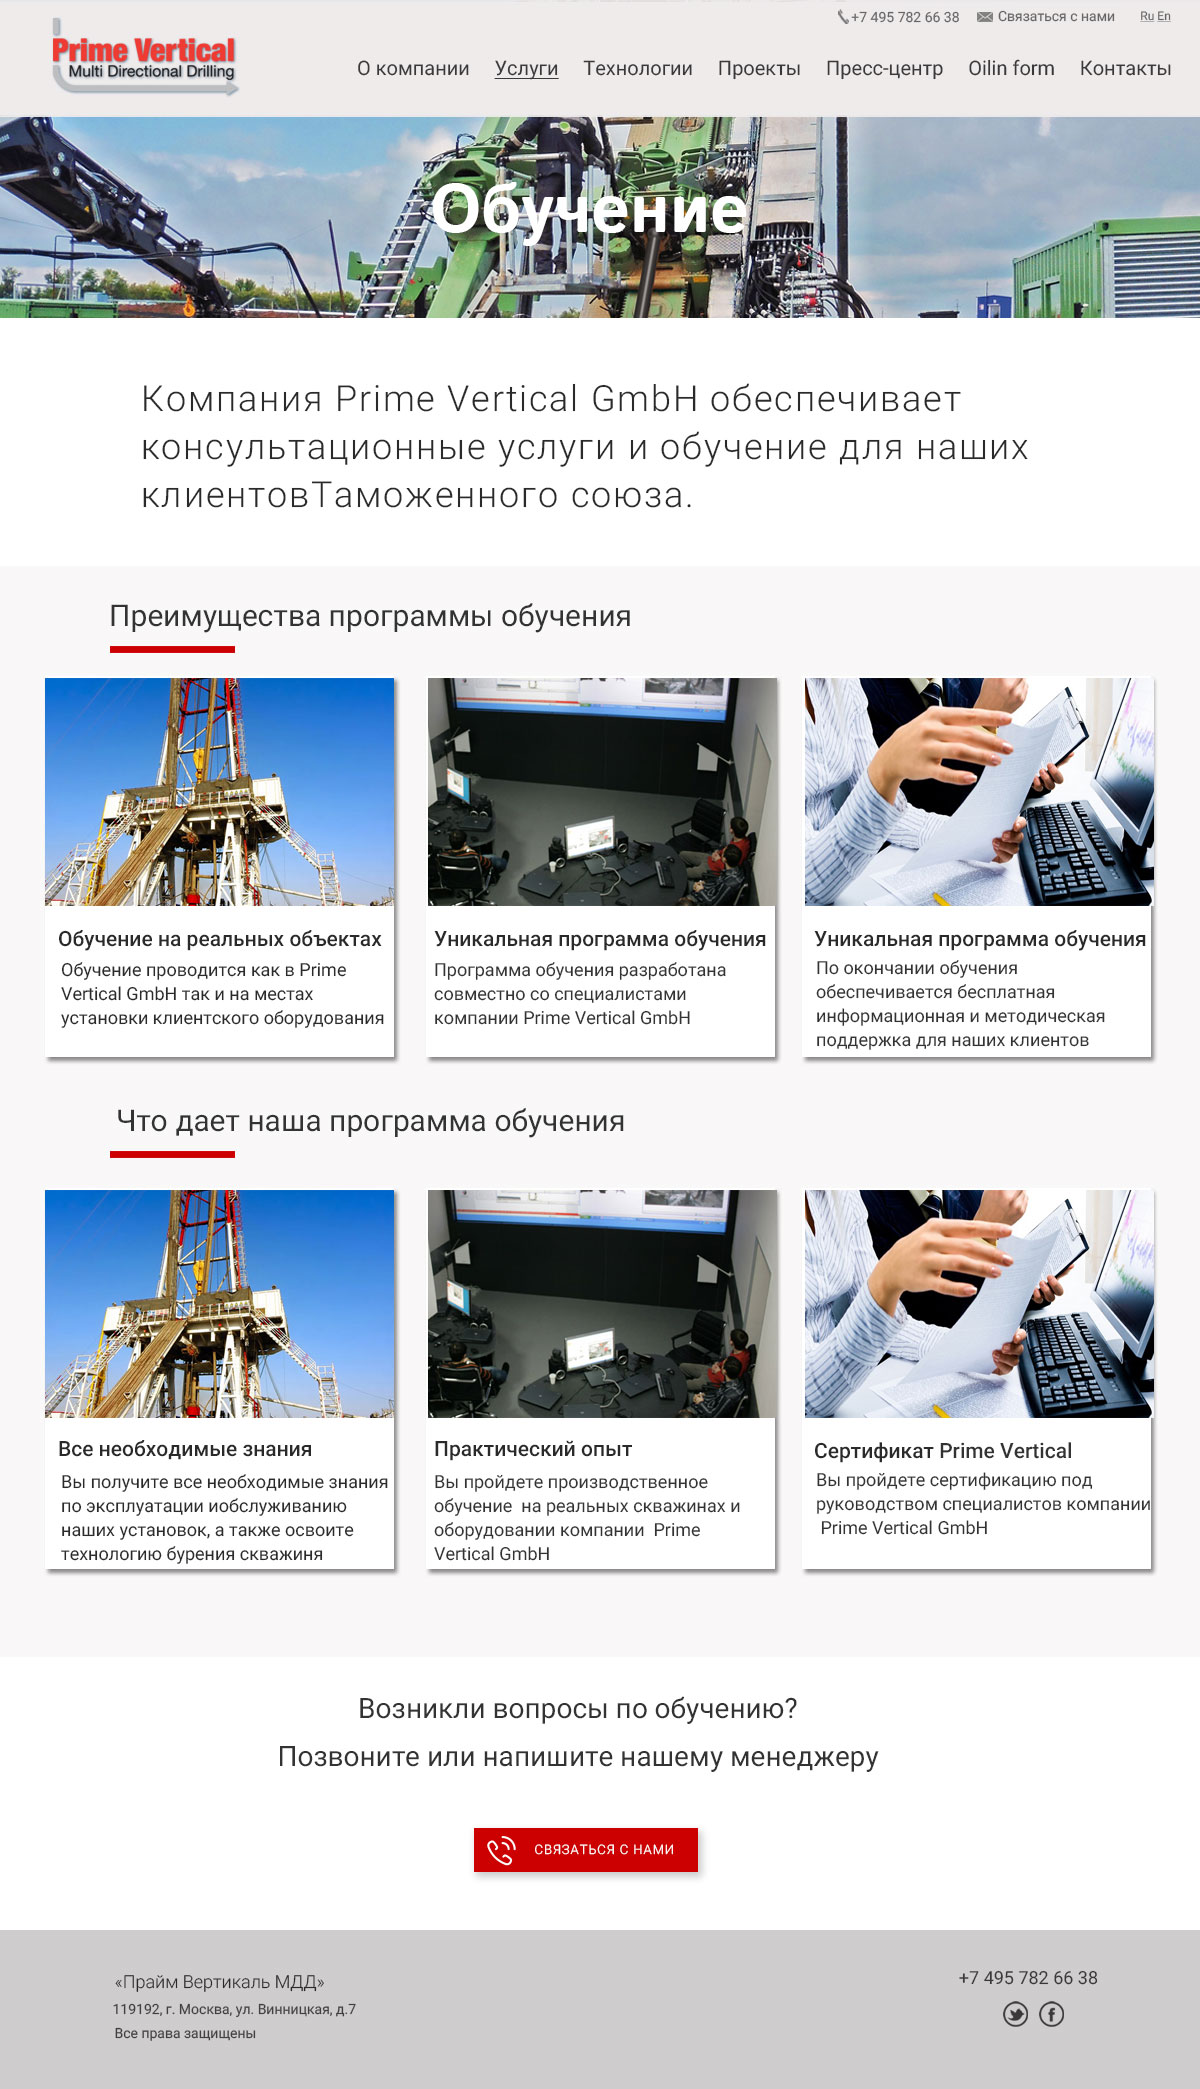 +7 495 782 66 38 Связаться с нами Ru En
Prime Vertical
Multi Directional Drilling
О компании Услуги Технологии Проекты Пресс-центр Oilin form Контакты
Обучение
Компания Prime Vertical GmbH обеспечивает
консультационные услуги и обучение для наших
клиентовТаможенного союза.
Преимущества программы обучения
Обучение на реальных объектах
Обучение проводится как в Prime
Vertical GmbH так и на местах
установки клиентского оборудования
Уникальная программа обучения
Программа обучения разработана
совместно со специалистами
компании Prime Vertical GmbH
Уникальная программа обучения
По окончании обучения
обеспечивается бесплатная
информационная и методическая
поддержка для наших клиентов
Что дает наша программа обучения
Все необходимые знания
Вы получите все необходимые знания
по эксплуатации иобслуживанию
наших установок, а также освоите
технологию бурения скважиня
Практический опыт
Вы пройдете производственное
обучение на реальных скважинах и
оборудовании компании Prime
Vertical GmbH
Сертификат Prime Vertical
Вы пройдете сертификацию под
руководством специалистов компании
Prime Vertical GmbH
Возникли вопросы по обучению?
Позвоните или напишите нашему менеджеру
СВЯЗАТЬСЯ С НАМИ
«Прайм Вертикаль МДД»
119192, г. Москва, ул. Винницкая, д.7
Все права защищены
+7 495 782 66 38